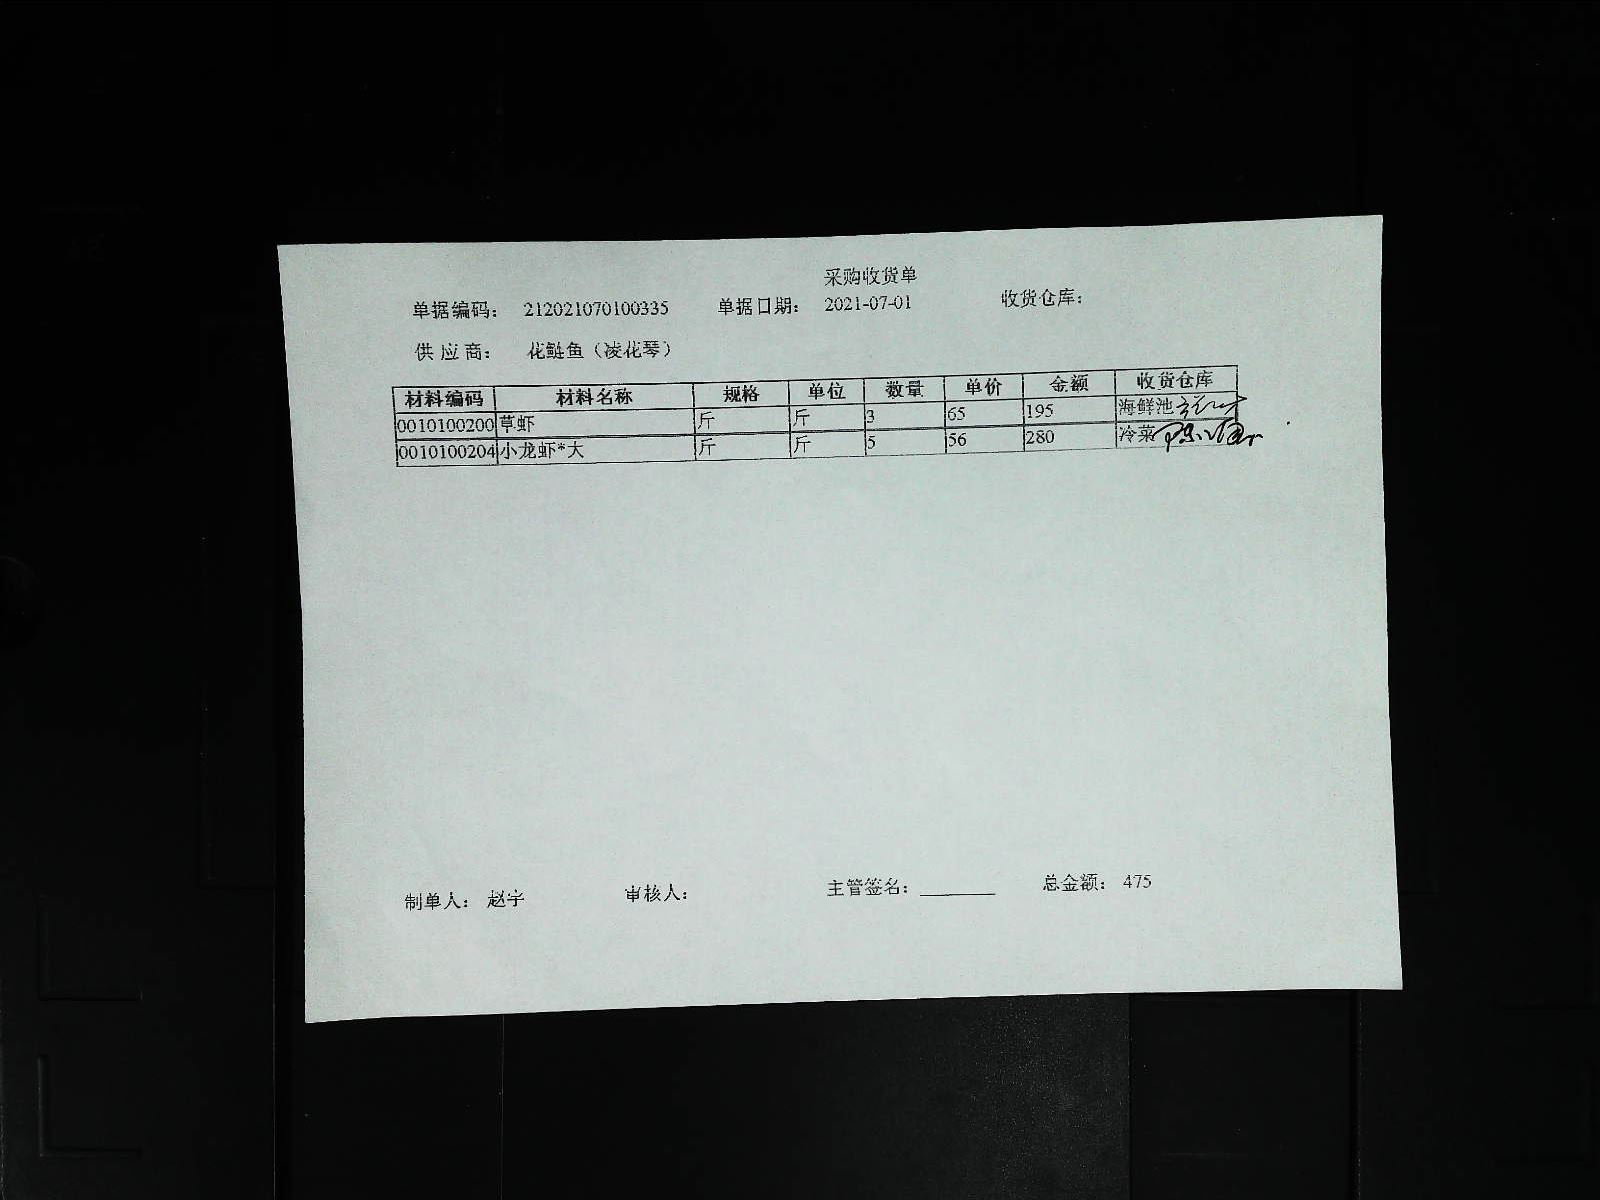 采购收货单
单据编码： 212021070100335 单据日期： 2021-07-01 收货仓库：
供 应 商： 花鲢鱼（凌花琴）
材料编码 材料名称 规格 单位 数量 单价 金额 收货仓库
0010100200 草虾 斤 斤 3 65 195 海鲜池
0010100204 小龙虾*大 斤 斤 5 56 280 冷菜
制单人： 赵宇 审核人： 主管签名： ________ 总金额： 475